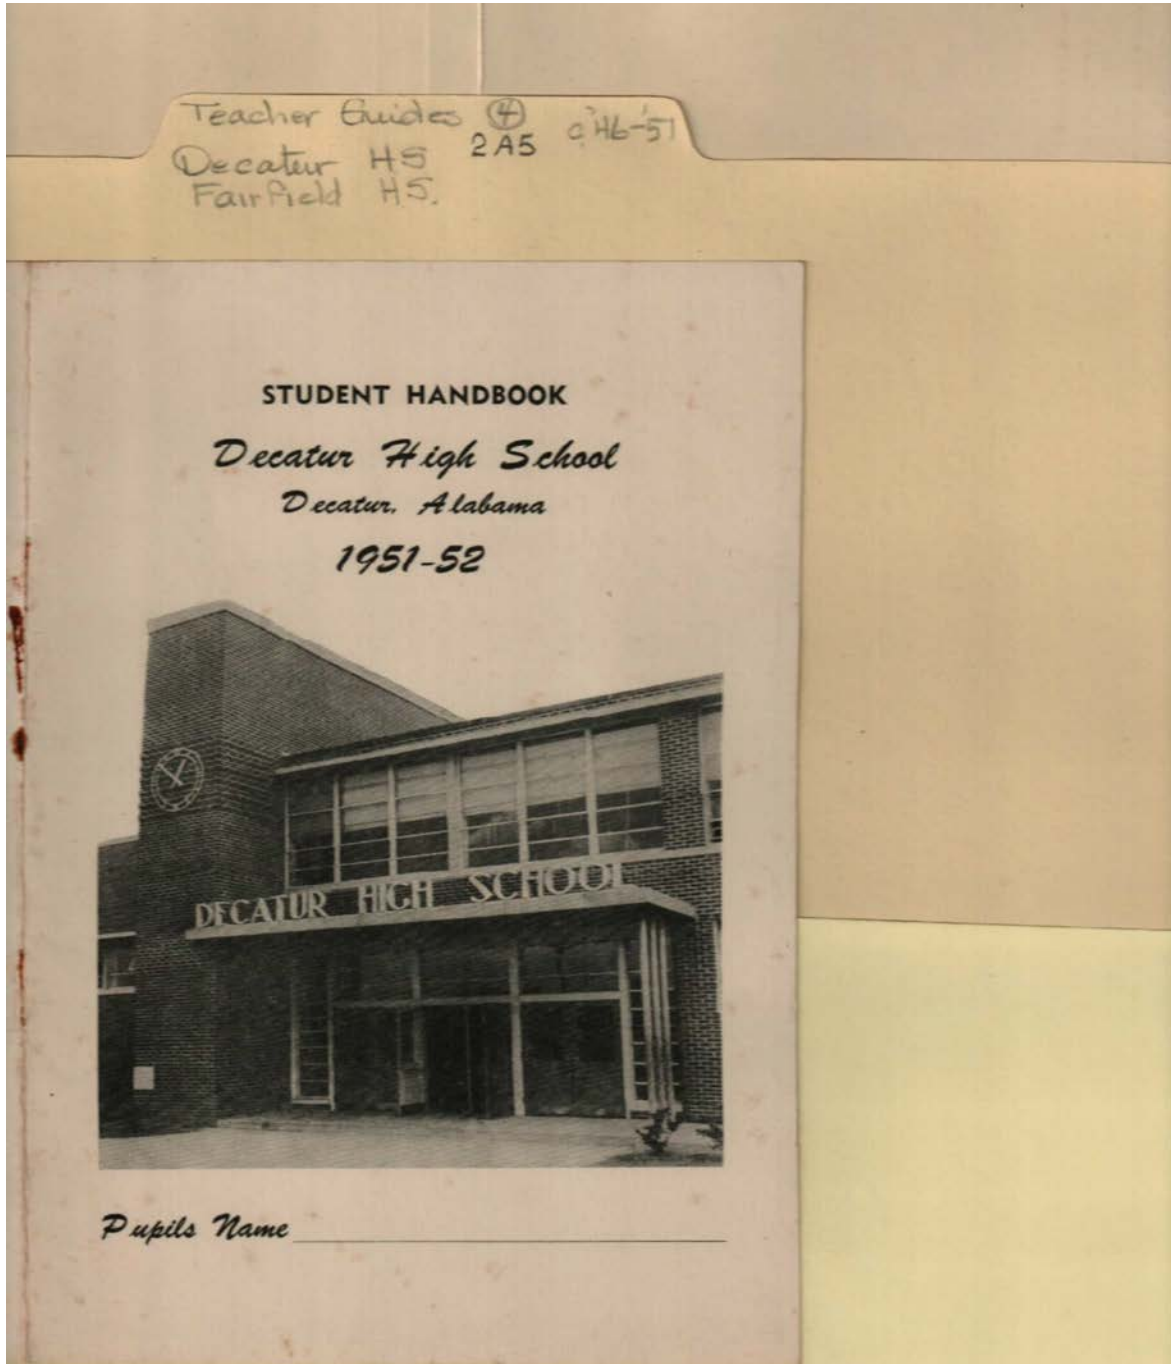 Teacher Guides 4 c '46-'51
2A5
Decatur HS
Fairfield H.S.
STUDENT HANDBOOK
Decatur High School
Decatur, Alabama
1951-52
DECATUR HIGH SCHOOL
Pupils Name